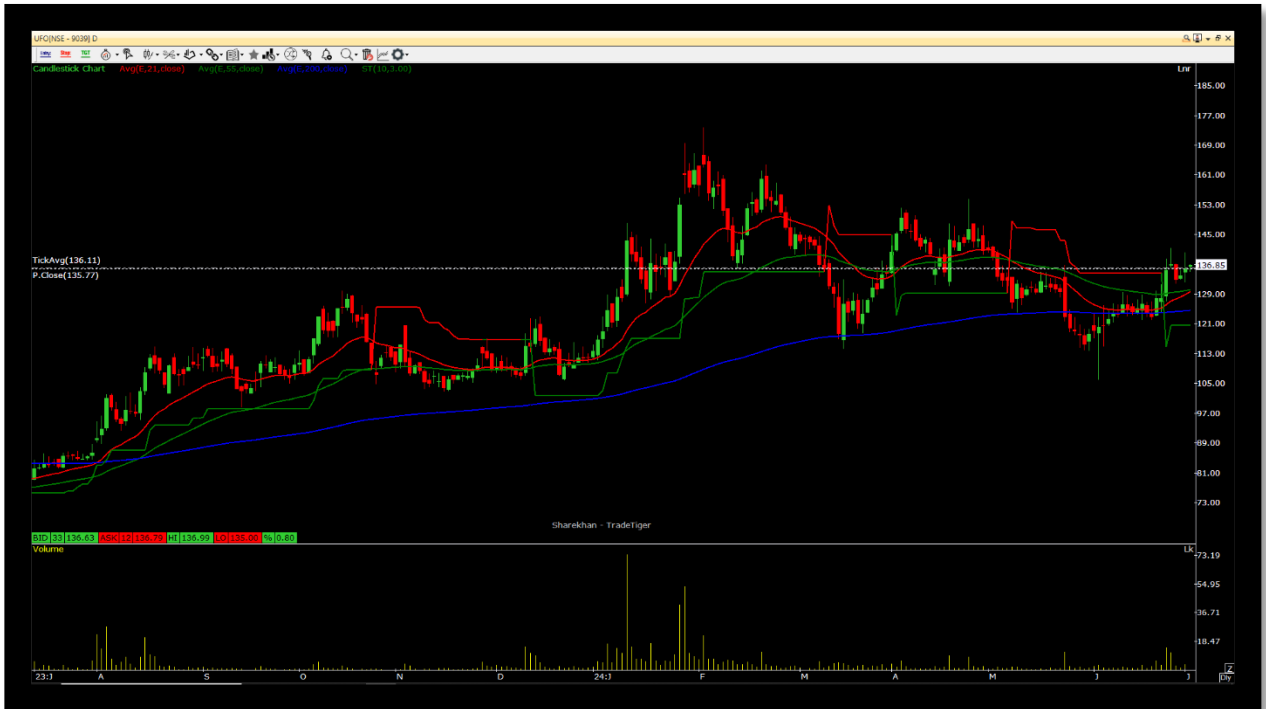 UFO[NSE - 9039] D
Candlestick Chart Avg(E,21,close) Avg(E,55,close) Avg(E,200,close) ST(10,3.00) Lnr
185.00
177.00
169.00
161.00
153.00
145.00
TickAvg(136.11)
136.85
P.Close(135.77)
129.00
121.00
113.00
105.00
97.00
89.00
81.00
73.00
Sharekhan - TradeTiger
BID 33 136.63 ASK 12 136.79 HI 136.99 LO 135.00 % 0.80
Volume Lk
73.19
54.95
36.71
18.47
Z
23:J A S O N D 24:J F M A M J J Dly